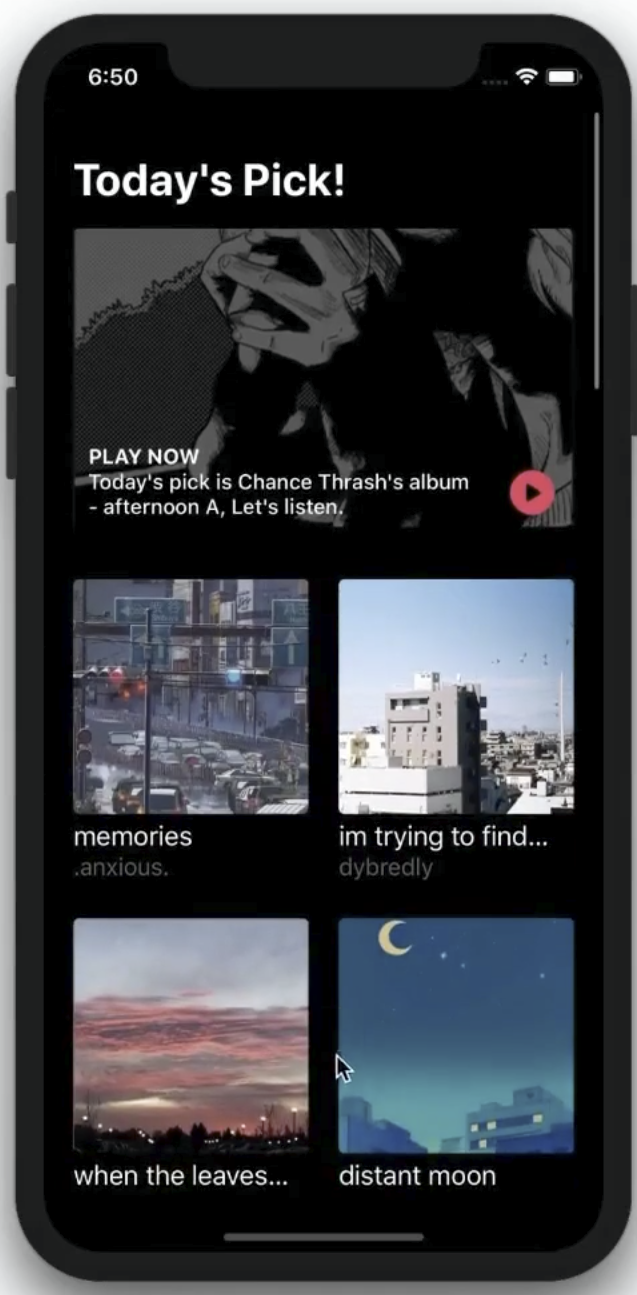 6:50
Today's Pick!
PLAY NOW
Today's pick is Chance Thrash's album
- afternoon A, Let's listen.
memories
im trying to find...
.anxious.
dybredly
when the leaves...
distant moon